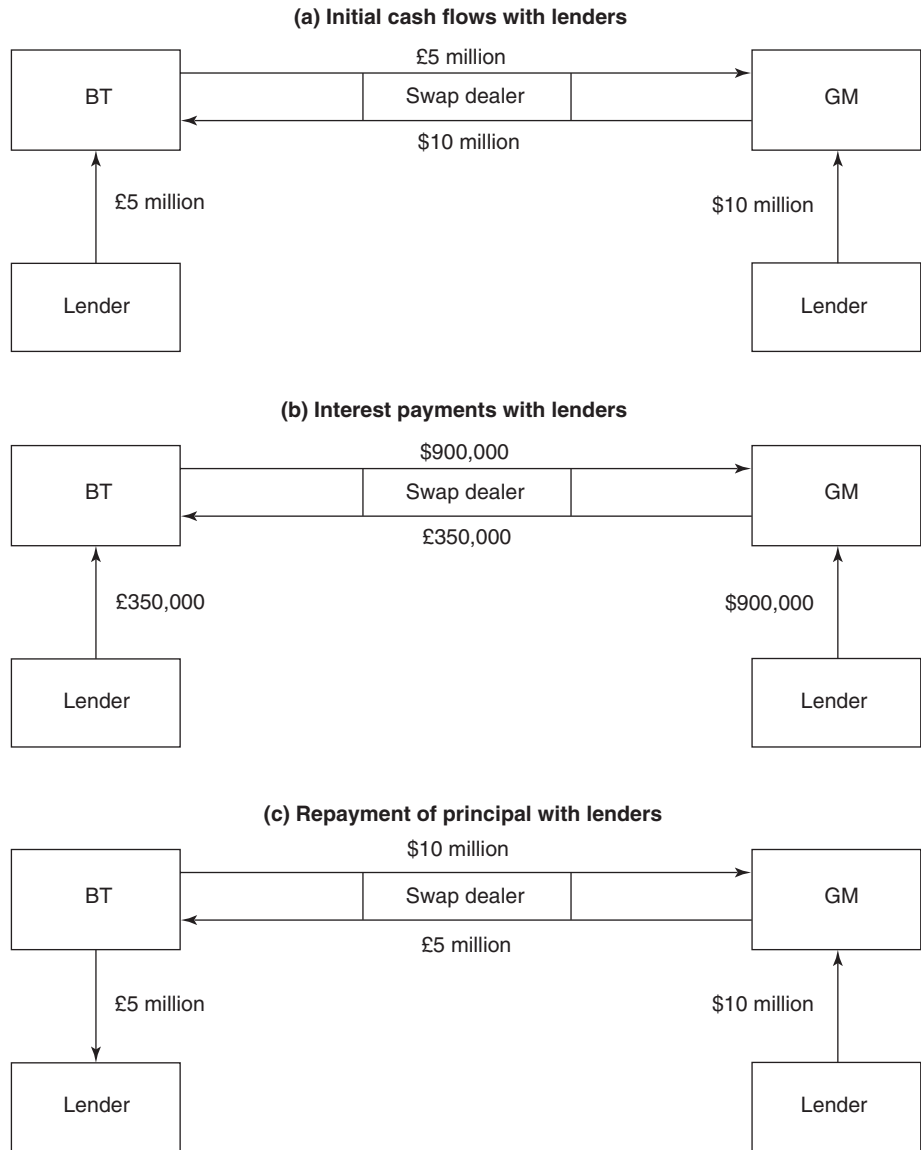 (a) Initial cash flows with lenders
£5 million
BT
Swap dealer
GM
$10 million
£5 million
$10 million
Lender
Lender
(b) Interest payments with lenders
$900,000
BT
Swap dealer
GM
£350,000
£350,000
$900,000
Lender
Lender
(c) Repayment of principal with lenders
$10 million
BT
Swap dealer
GM
£5 million
£5 million
$10 million
Lender
Lender